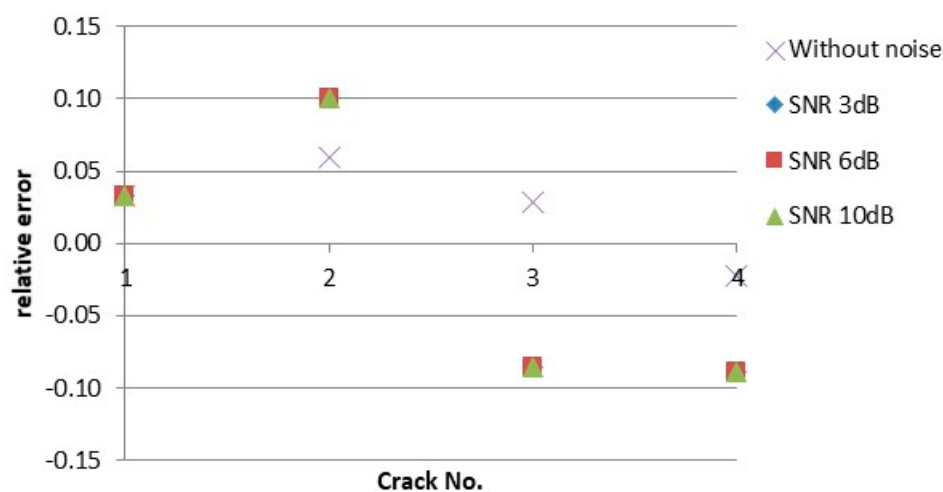 0.15
0.10
0.05
0.00
-0.05
-0.10
-0.15
relative error
1 2 3 4
Crack No.
Without noise
SNR 3dB
SNR 6dB
SNR 10dB